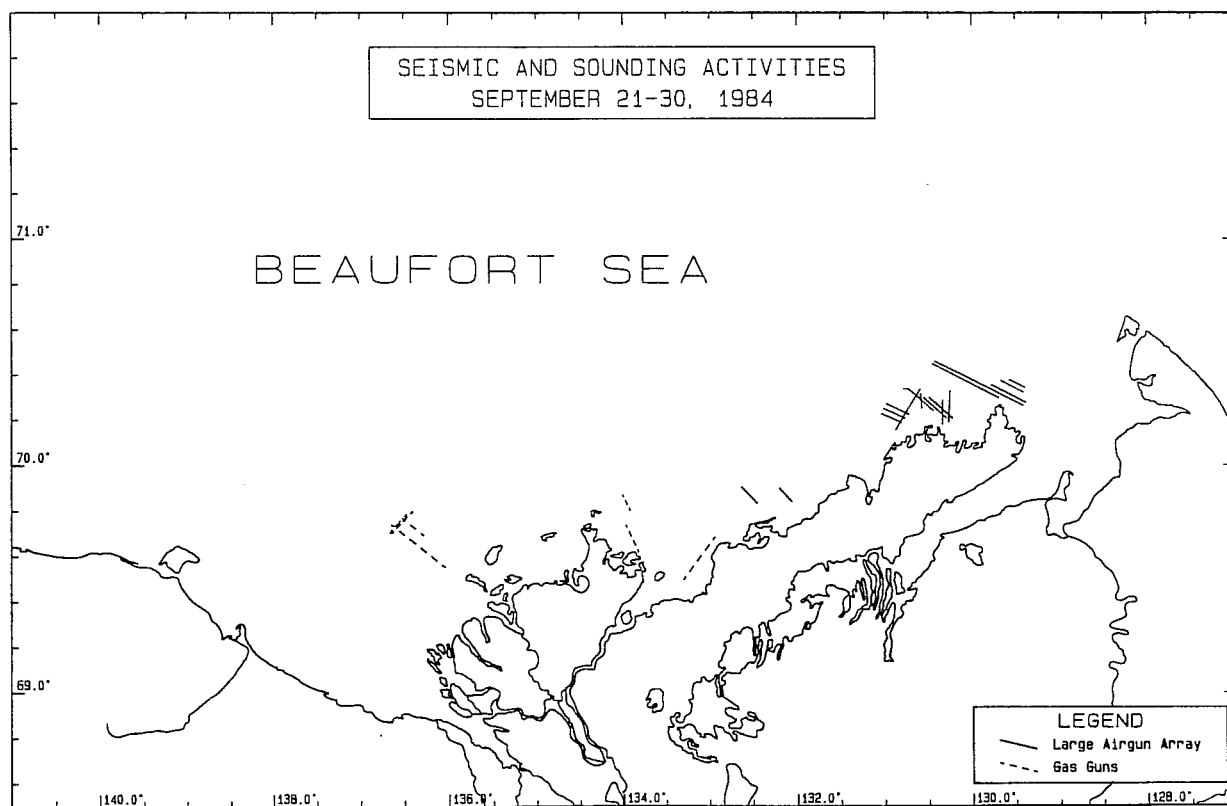 SEISMIC AND SOUNDING ACTIVITIES
SEPTEMBER 21-30, 1984
71.0°
BEAUFORT SEA
70.0°
69.0°
LEGEND
Large Airgun Array
Gas Guns
140.0° 138.0° 136.0° 134.0° 132.0° 130.0° 128.0°